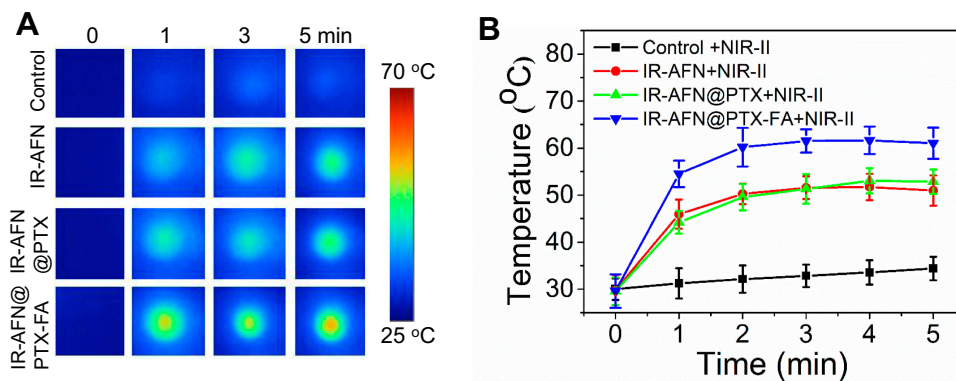 A
0 1 3 5 min
Control
IR-AFN
IR-AFN
@PTX
IR-AFN@
PTX-FA
70 °C
25 °C
B
Temperature (°C)
80
70
60
50
40
30
Control +NIR-II
IR-AFN+NIR-II
IR-AFN@PTX+NIR-II
IR-AFN@PTX-FA+NIR-II
0 1 2 3 4 5
Time (min)